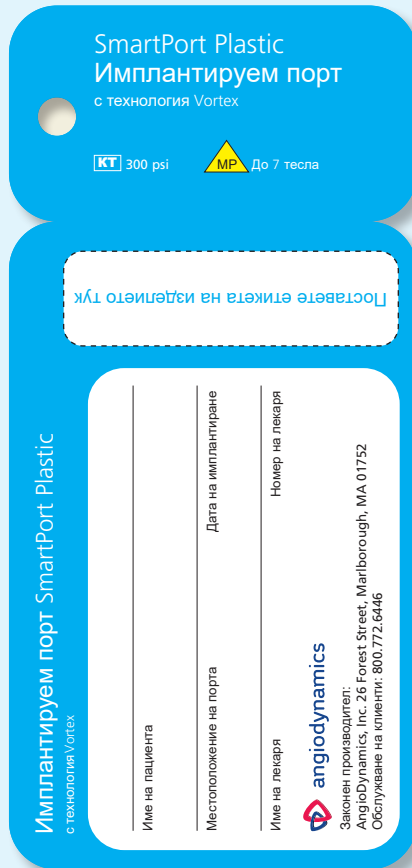 SmartPort Plastic
Имплантируем порт
с технология Vortex
КТ 300 psi
МР До 7 тесла
Поставете етикета на изделието тук
Имплантируем порт SmartPort Plastic
с технология Vortex
Име на пациента
Местоположение на порта Дата на имплантиране
Име на лекаря Номер на лекаря
angiodynamics
Законен производител:
AngioDynamics, Inc. 26 Forest Street, Marlborough, MA 01752
Обслужване на клиенти: 800.772.6446